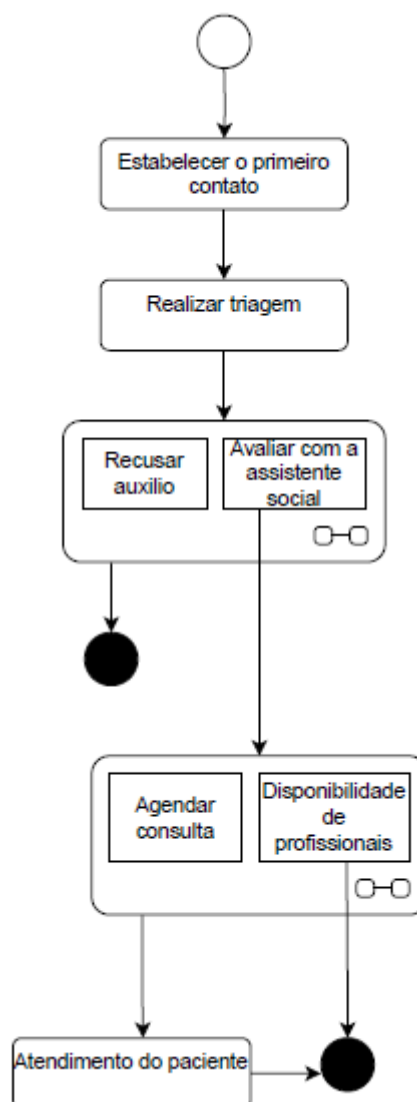 Estabelecer o primeiro
contato
Realizar triagem
Recusar
auxilio
Avaliar com a
assistente
social
Agendar
consulta
Disponibilidade
de
profissionais
Atendimento do paciente